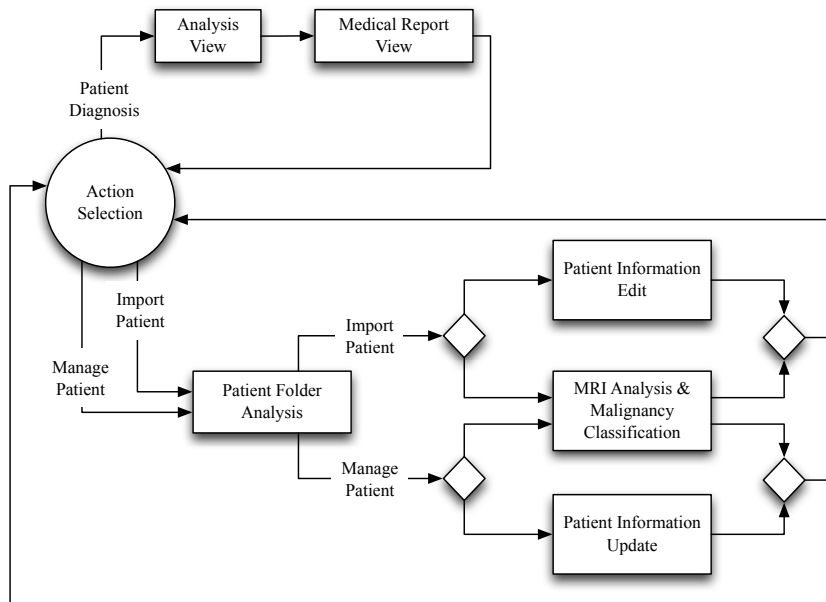 Analysis
View
Medical Report
View
Patient
Diagnosis
Action
Selection
Import
Patient
Manage
Patient
Patient Folder
Analysis
Import
Patient
Manage
Patient
Patient Information
Edit
MRI Analysis &
Malignancy
Classification
Patient Information
Update